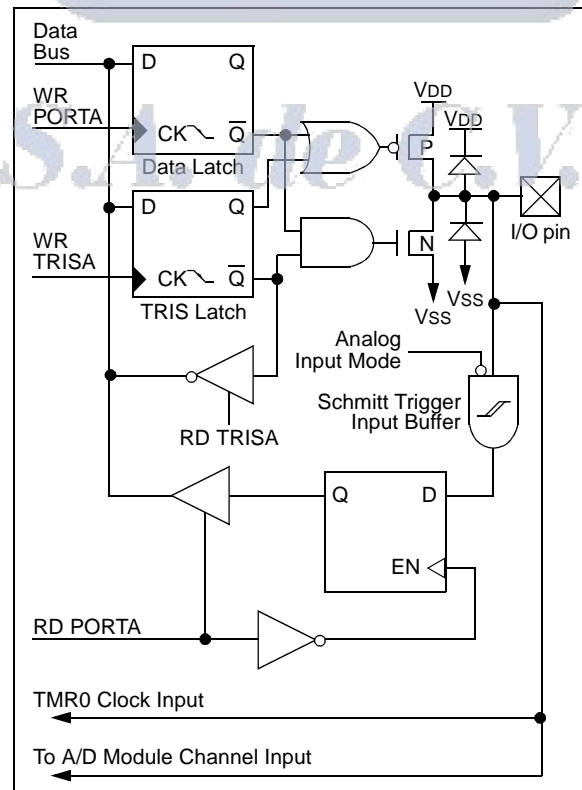 Data
Bus
D Q
WR
PORTA
CK Q
Data Latch
VDD
VDD
P
S.A. de C.V.
D Q
I/O pin
WR
TRISA
CK Q
N
TRIS Latch
VSS
VSS
Analog
Input Mode
Schmitt Trigger
Input Buffer
RD TRISA
Q D
EN
RD PORTA
TMR0 Clock Input
To A/D Module Channel Input